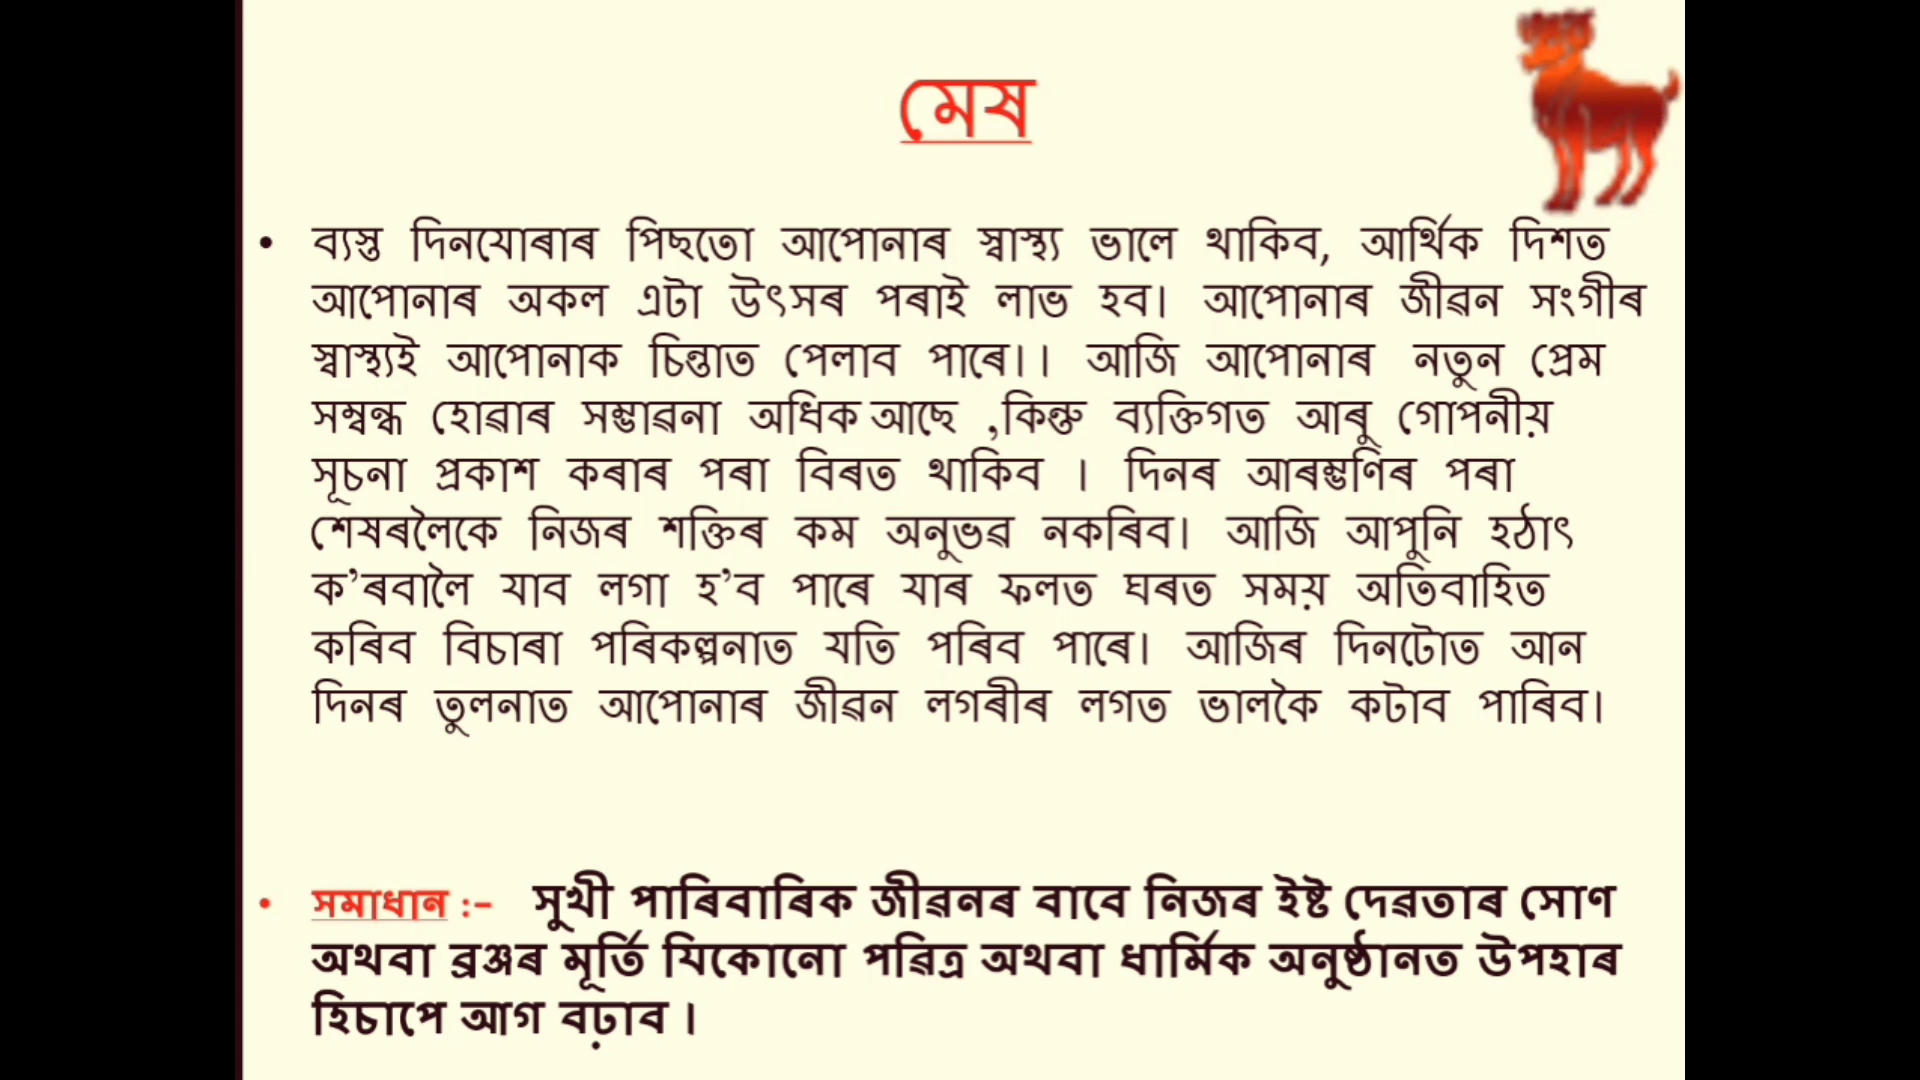 মেষ
• ব্যস্ত দিনযোৰাৰ পিছতো আপোনাৰ স্বাস্থ্য ভালে থাকিব, আৰ্থিক দিশত
আপোনাৰ অকল এটা উৎসৰ পৰাই লাভ হব। আপোনাৰ জীৱন সংগীৰ
স্বাস্থ্যই আপোনাক চিন্তাত পেলাব পাৰে।। আজি আপোনাৰ নতুন প্ৰেম
সম্বন্ধ হোৱাৰ সম্ভাৱনা অধিক আছে ,কিন্তু ব্যক্তিগত আৰু গোপনীয়
সূচনা প্ৰকাশ কৰাৰ পৰা বিৰত থাকিব । দিনৰ আৰম্ভণিৰ পৰা
শেষৰলৈকে নিজৰ শক্তিৰ কম অনুভৱ নকৰিব। আজি আপুনি হঠাৎ
ক’ৰবালৈ যাব লগা হ’ব পাৰে যাৰ ফলত ঘৰত সময় অতিবাহিত
কৰিব বিচাৰা পৰিকল্পনাত যতি পৰিব পাৰে। আজিৰ দিনটোত আন
দিনৰ তুলনাত আপোনাৰ জীৱন লগৰীৰ লগত ভালকৈ কটাব পাৰিব।
• সমাধান :– সুখী পাৰিবাৰিক জীৱনৰ বাবে নিজৰ ইষ্ট দেৱতাৰ সোণ
অথবা ব্ৰঞ্জৰ মূৰ্তি যিকোনো পৱিত্ৰ অথবা ধাৰ্মিক অনুষ্ঠানত উপহাৰ
হিচাপে আগ বঢ়াব ।